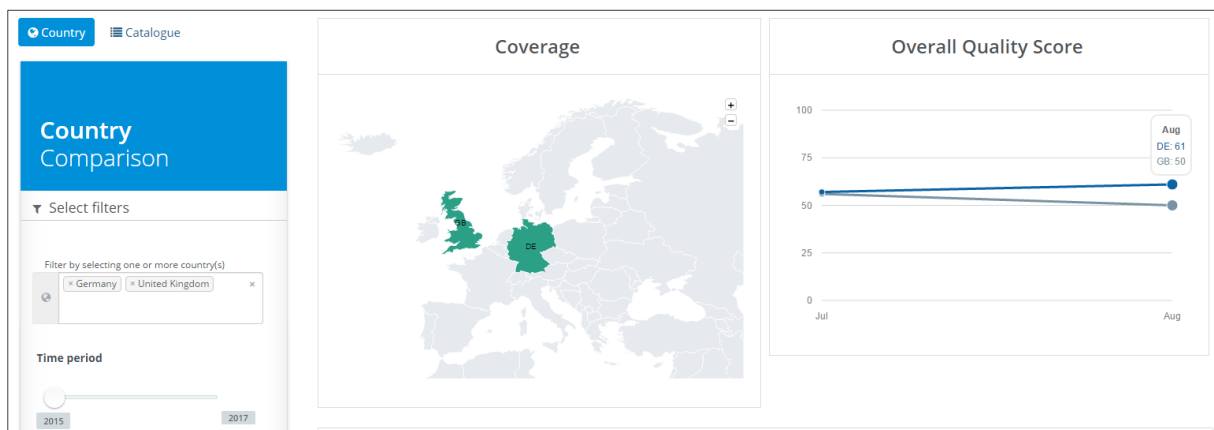 Country
Catalogue
Country
Comparison
Select filters
Filter by selecting one or more country(s)
× Germany × United Kingdom ×
Time period
2015
2017
Coverage
+
−
GB
DE
Overall Quality Score
100
75
50
25
0
Jul
Aug
Aug
DE: 61
GB: 50